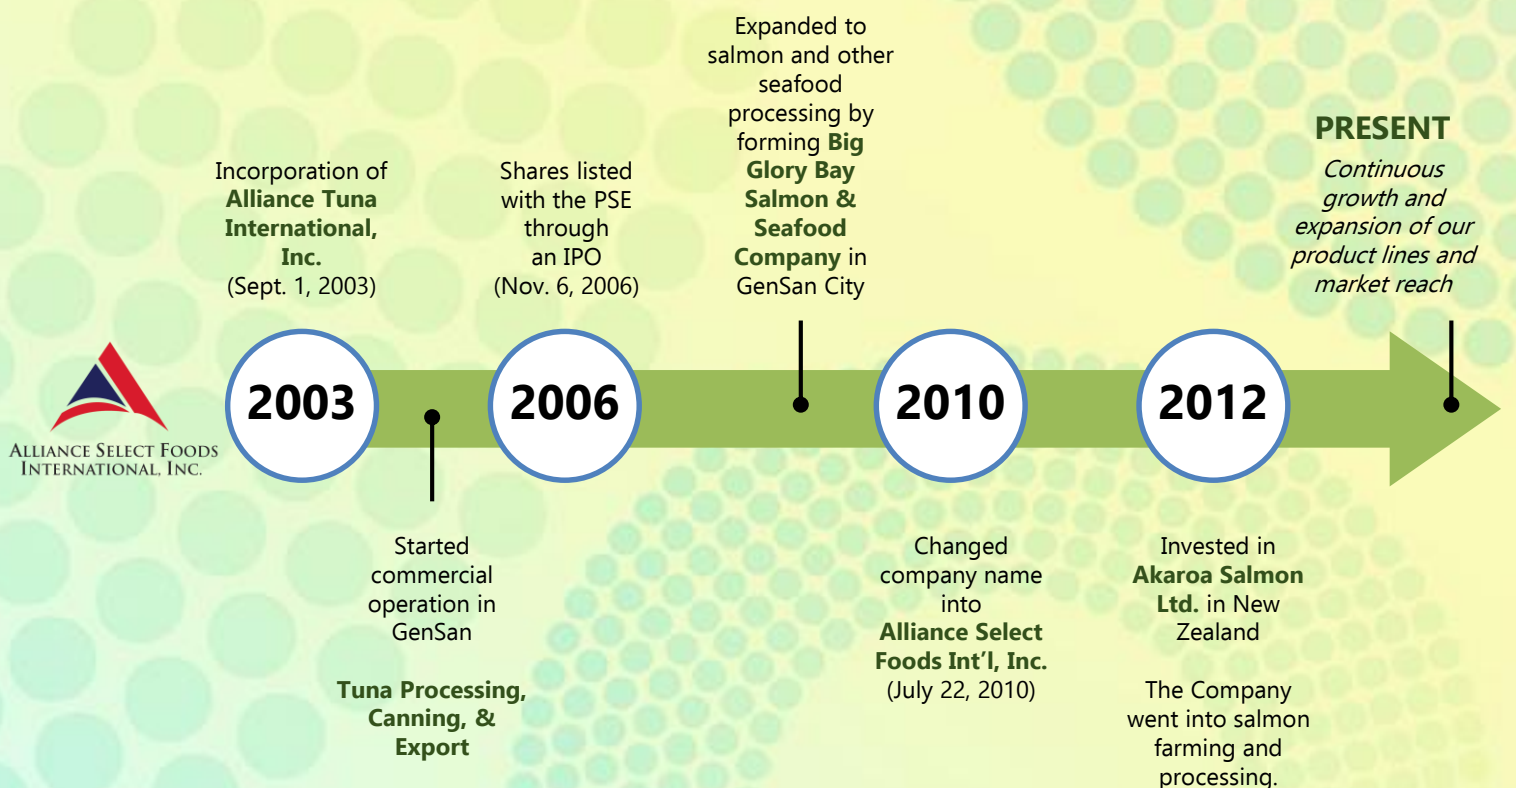 Expanded to
salmon and other
seafood
processing by
forming Big
Glory Bay
Salmon &
Seafood
Company in
GenSan City
PRESENT
Continuous
growth and
expansion of our
product lines and
market reach
Incorporation of
Alliance Tuna
International,
Inc.
(Sept. 1, 2003)
Shares listed
with the PSE
through
an IPO
(Nov. 6, 2006)
ALLIANCE SELECT FOODS
INTERNATIONAL, INC.
2003
2006
2010
2012
Started
commercial
operation in
GenSan
Tuna Processing,
Canning, &
Export
Changed
company name
into
Alliance Select
Foods Int’l, Inc.
(July 22, 2010)
Invested in
Akaroa Salmon
Ltd. in New
Zealand
The Company
went into salmon
farming and
processing.